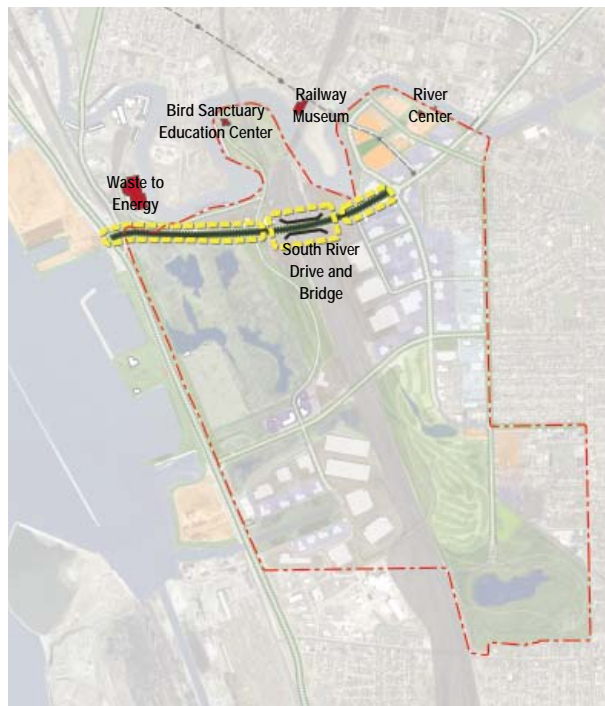 Railway
Museum
River
Center
Bird Sanctuary
Education Center
Waste to
Energy
South River
Drive and
Bridge